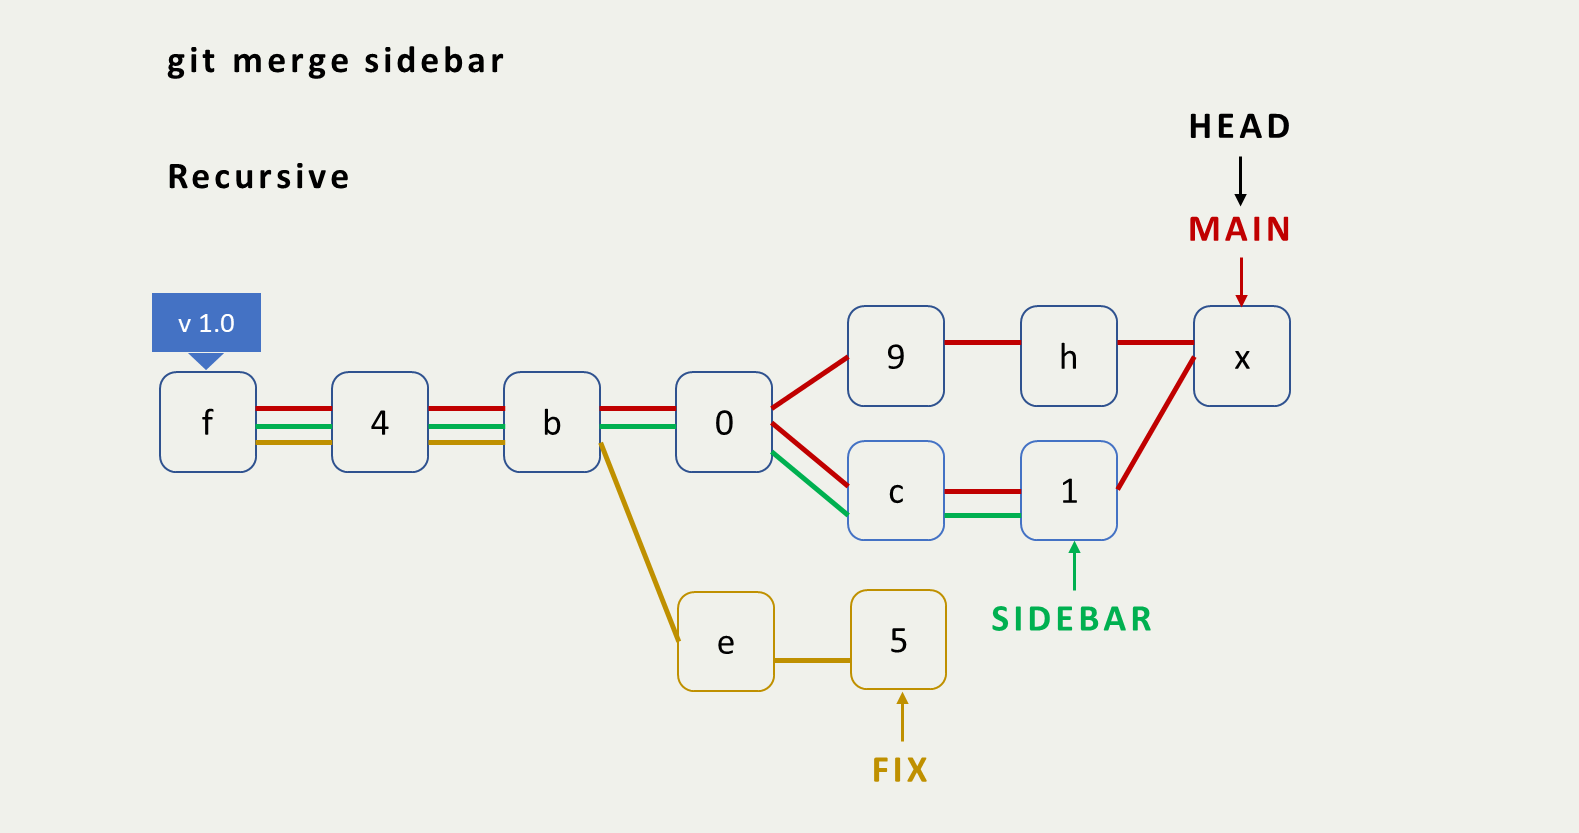 git merge sidebar
HEAD
Recursive
MAIN
v 1.0
9
h
x
f
4
b
0
c
1
SIDEBAR
e
5
FIX